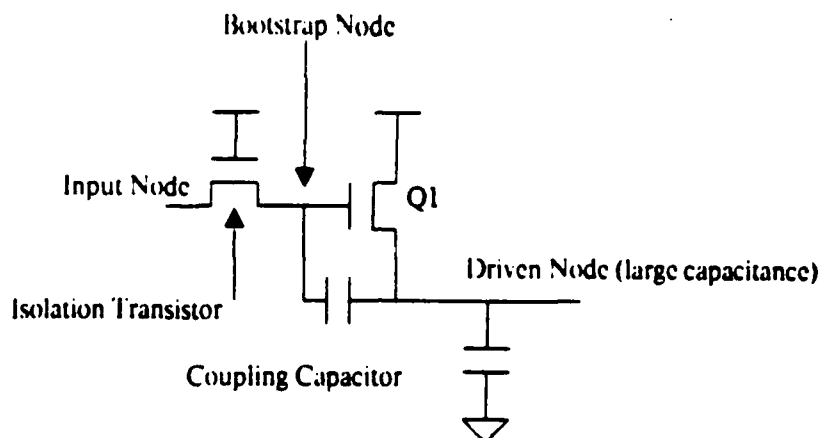 Bootstrap Node
Input Node
Q1
Driven Node (large capacitance)
Isolation Transistor
Coupling Capacitor